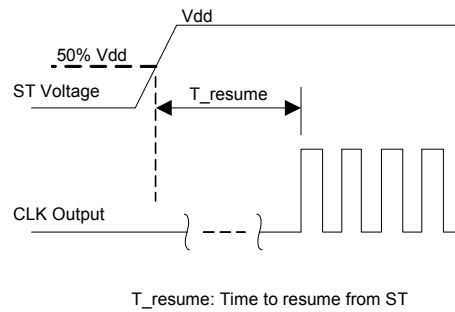 Vdd
50% Vdd
ST Voltage
T_resume
CLK Output
T_resume: Time to resume from ST